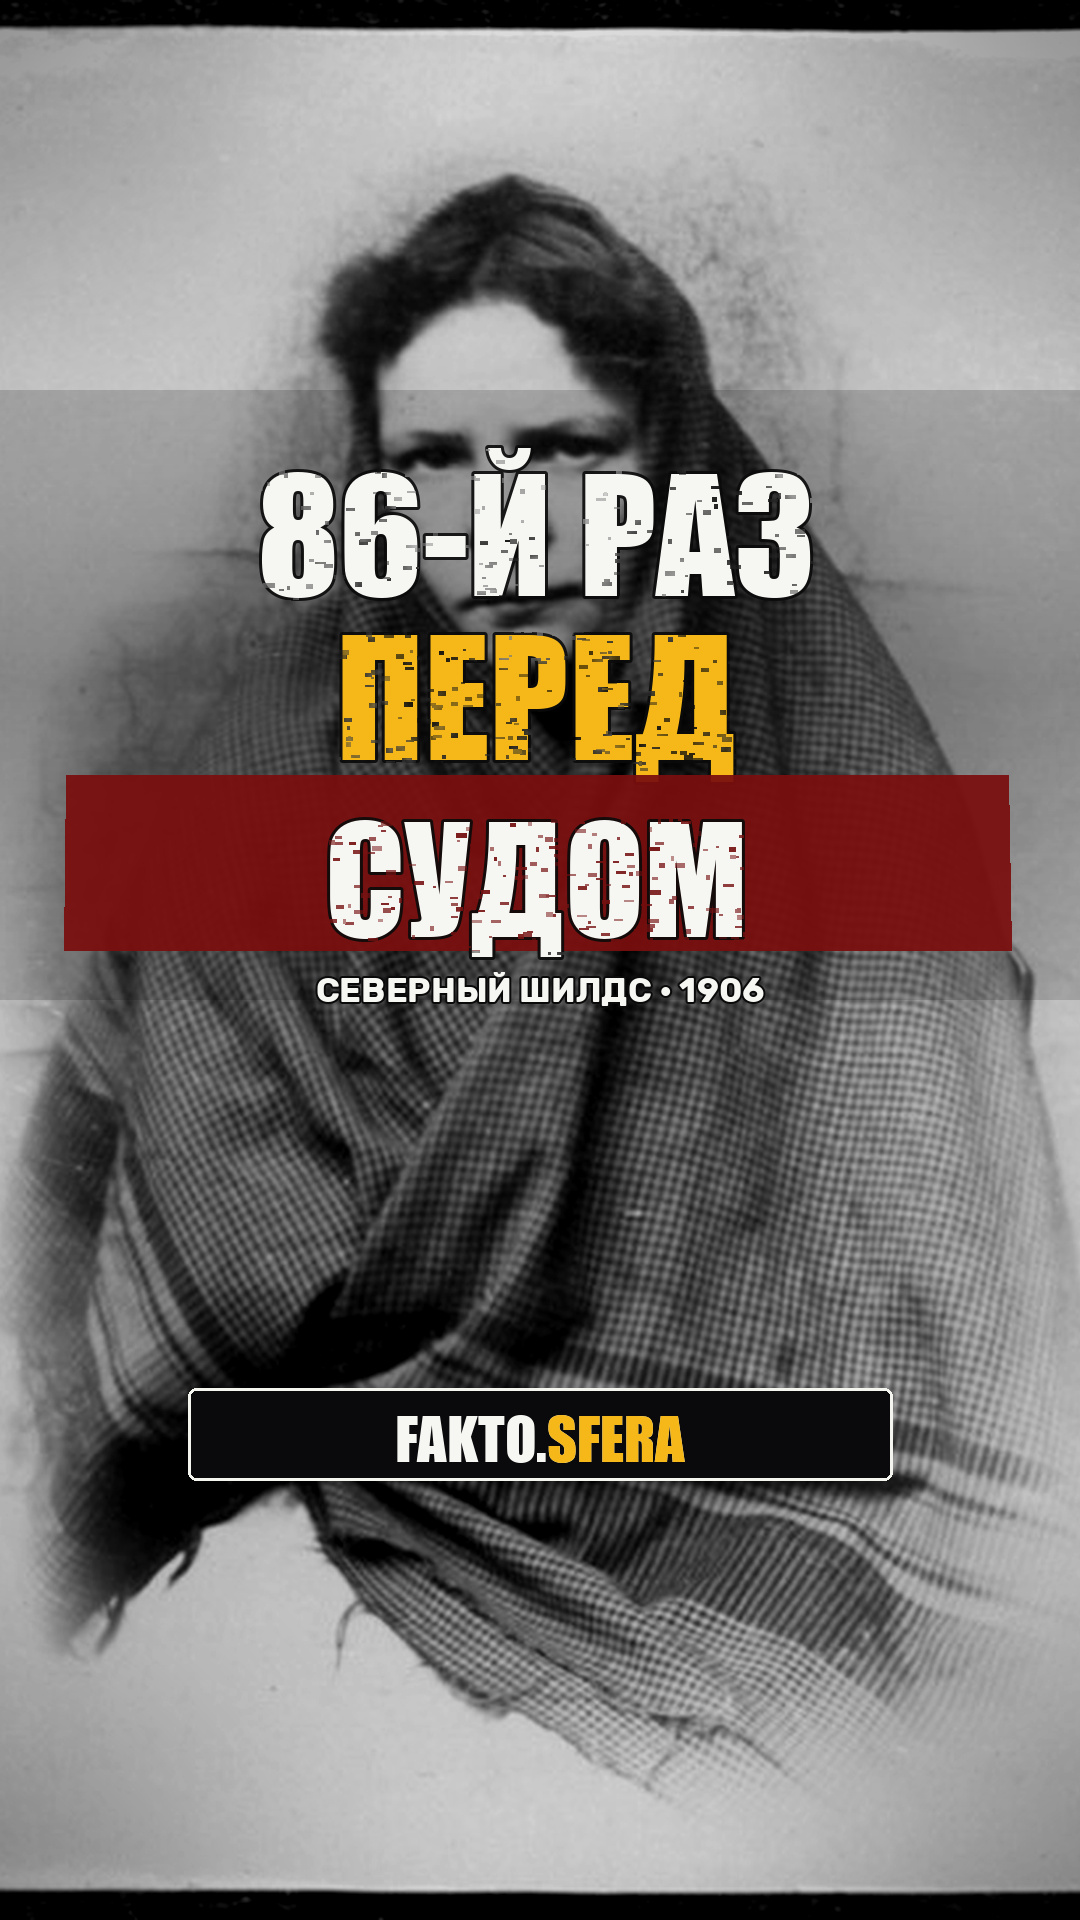 86-Й РАЗ
ПЕРЕД
СУДОМ
СЕВЕРНЫЙ ШИЛДС • 1906
FAKTO.SFERA